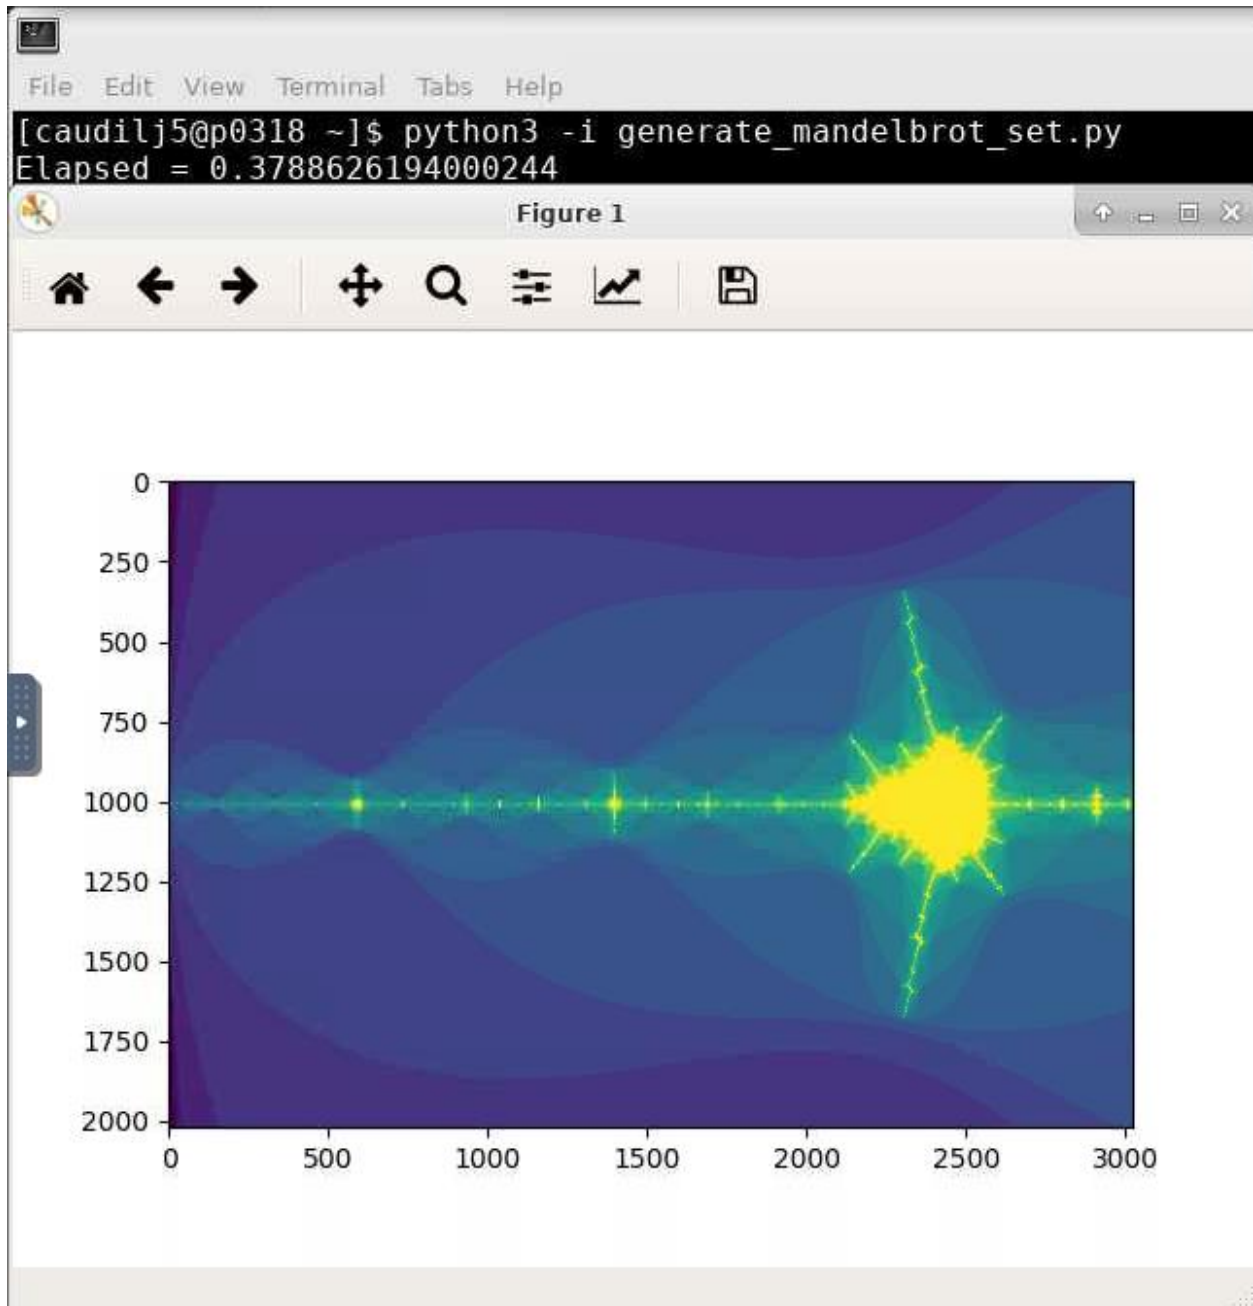 File Edit View Terminal Tabs Help
[caudilj5@p0318 ~]$ python3 -i generate_mandelbrot_set.py
Elapsed = 0.3788626194000244
Figure 1
0
250
500
750
1000
1250
1500
1750
2000
0 500 1000 1500 2000 2500 3000